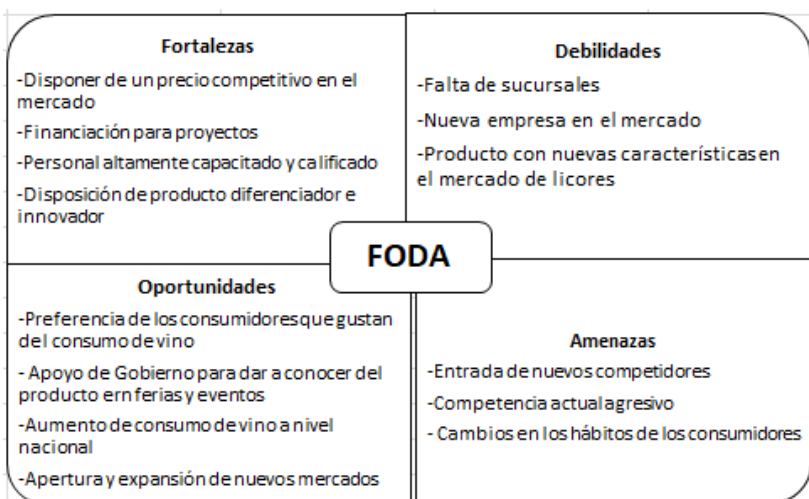 Fortalezas
-Disponer de un precio competitivo en el
mercado
-Financiación para proyectos
-Personal altamente capacitado y calificado
-Disposición de producto diferenciador e
innovador
Debilidades
-Falta de sucursales
-Nueva empresa en el mercado
-Producto con nuevas características en
el mercado de licores
FODA
Oportunidades
-Preferencia de los consumidores que gustan
del consumo de vino
- Apoyo de Gobierno para dar a conocer del
producto ern ferias y eventos
-Aumento de consumo de vino a nivel
nacional
-Apertura y expansión de nuevos mercados
Amenazas
-Entrada de nuevos competidores
-Competencia actual agresivo
- Cambios en los hábitos de los consumidores